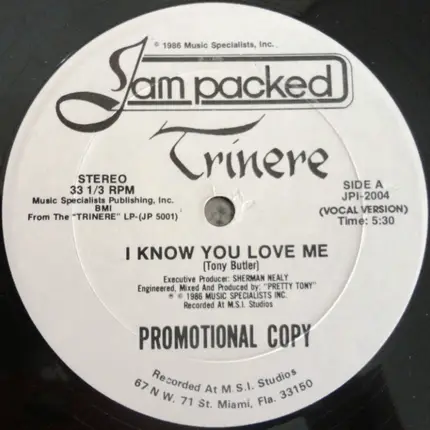 © 1986 Music Specialists, Inc.
Jam packed
Trinere
STEREO
33 1/3 RPM
Music Specialists Publishing, Inc.
BMI
From The "TRINERE" LP-(JP 5001)
SIDE A
JPI-2004
(VOCAL VERSION)
Time: 5:30
I KNOW YOU LOVE ME
(Tony Butler)
Executive Producer: SHERMAN NEALY
Engineered, Mixed And Produced by: "PRETTY TONY"
℗ © 1986 MUSIC SPECIALISTS INC.
Recorded At M.S.I. Studios
PROMOTIONAL COPY
Recorded At M.S.I. Studios
67 N.W. 71 St. Miami, Fla. 33150